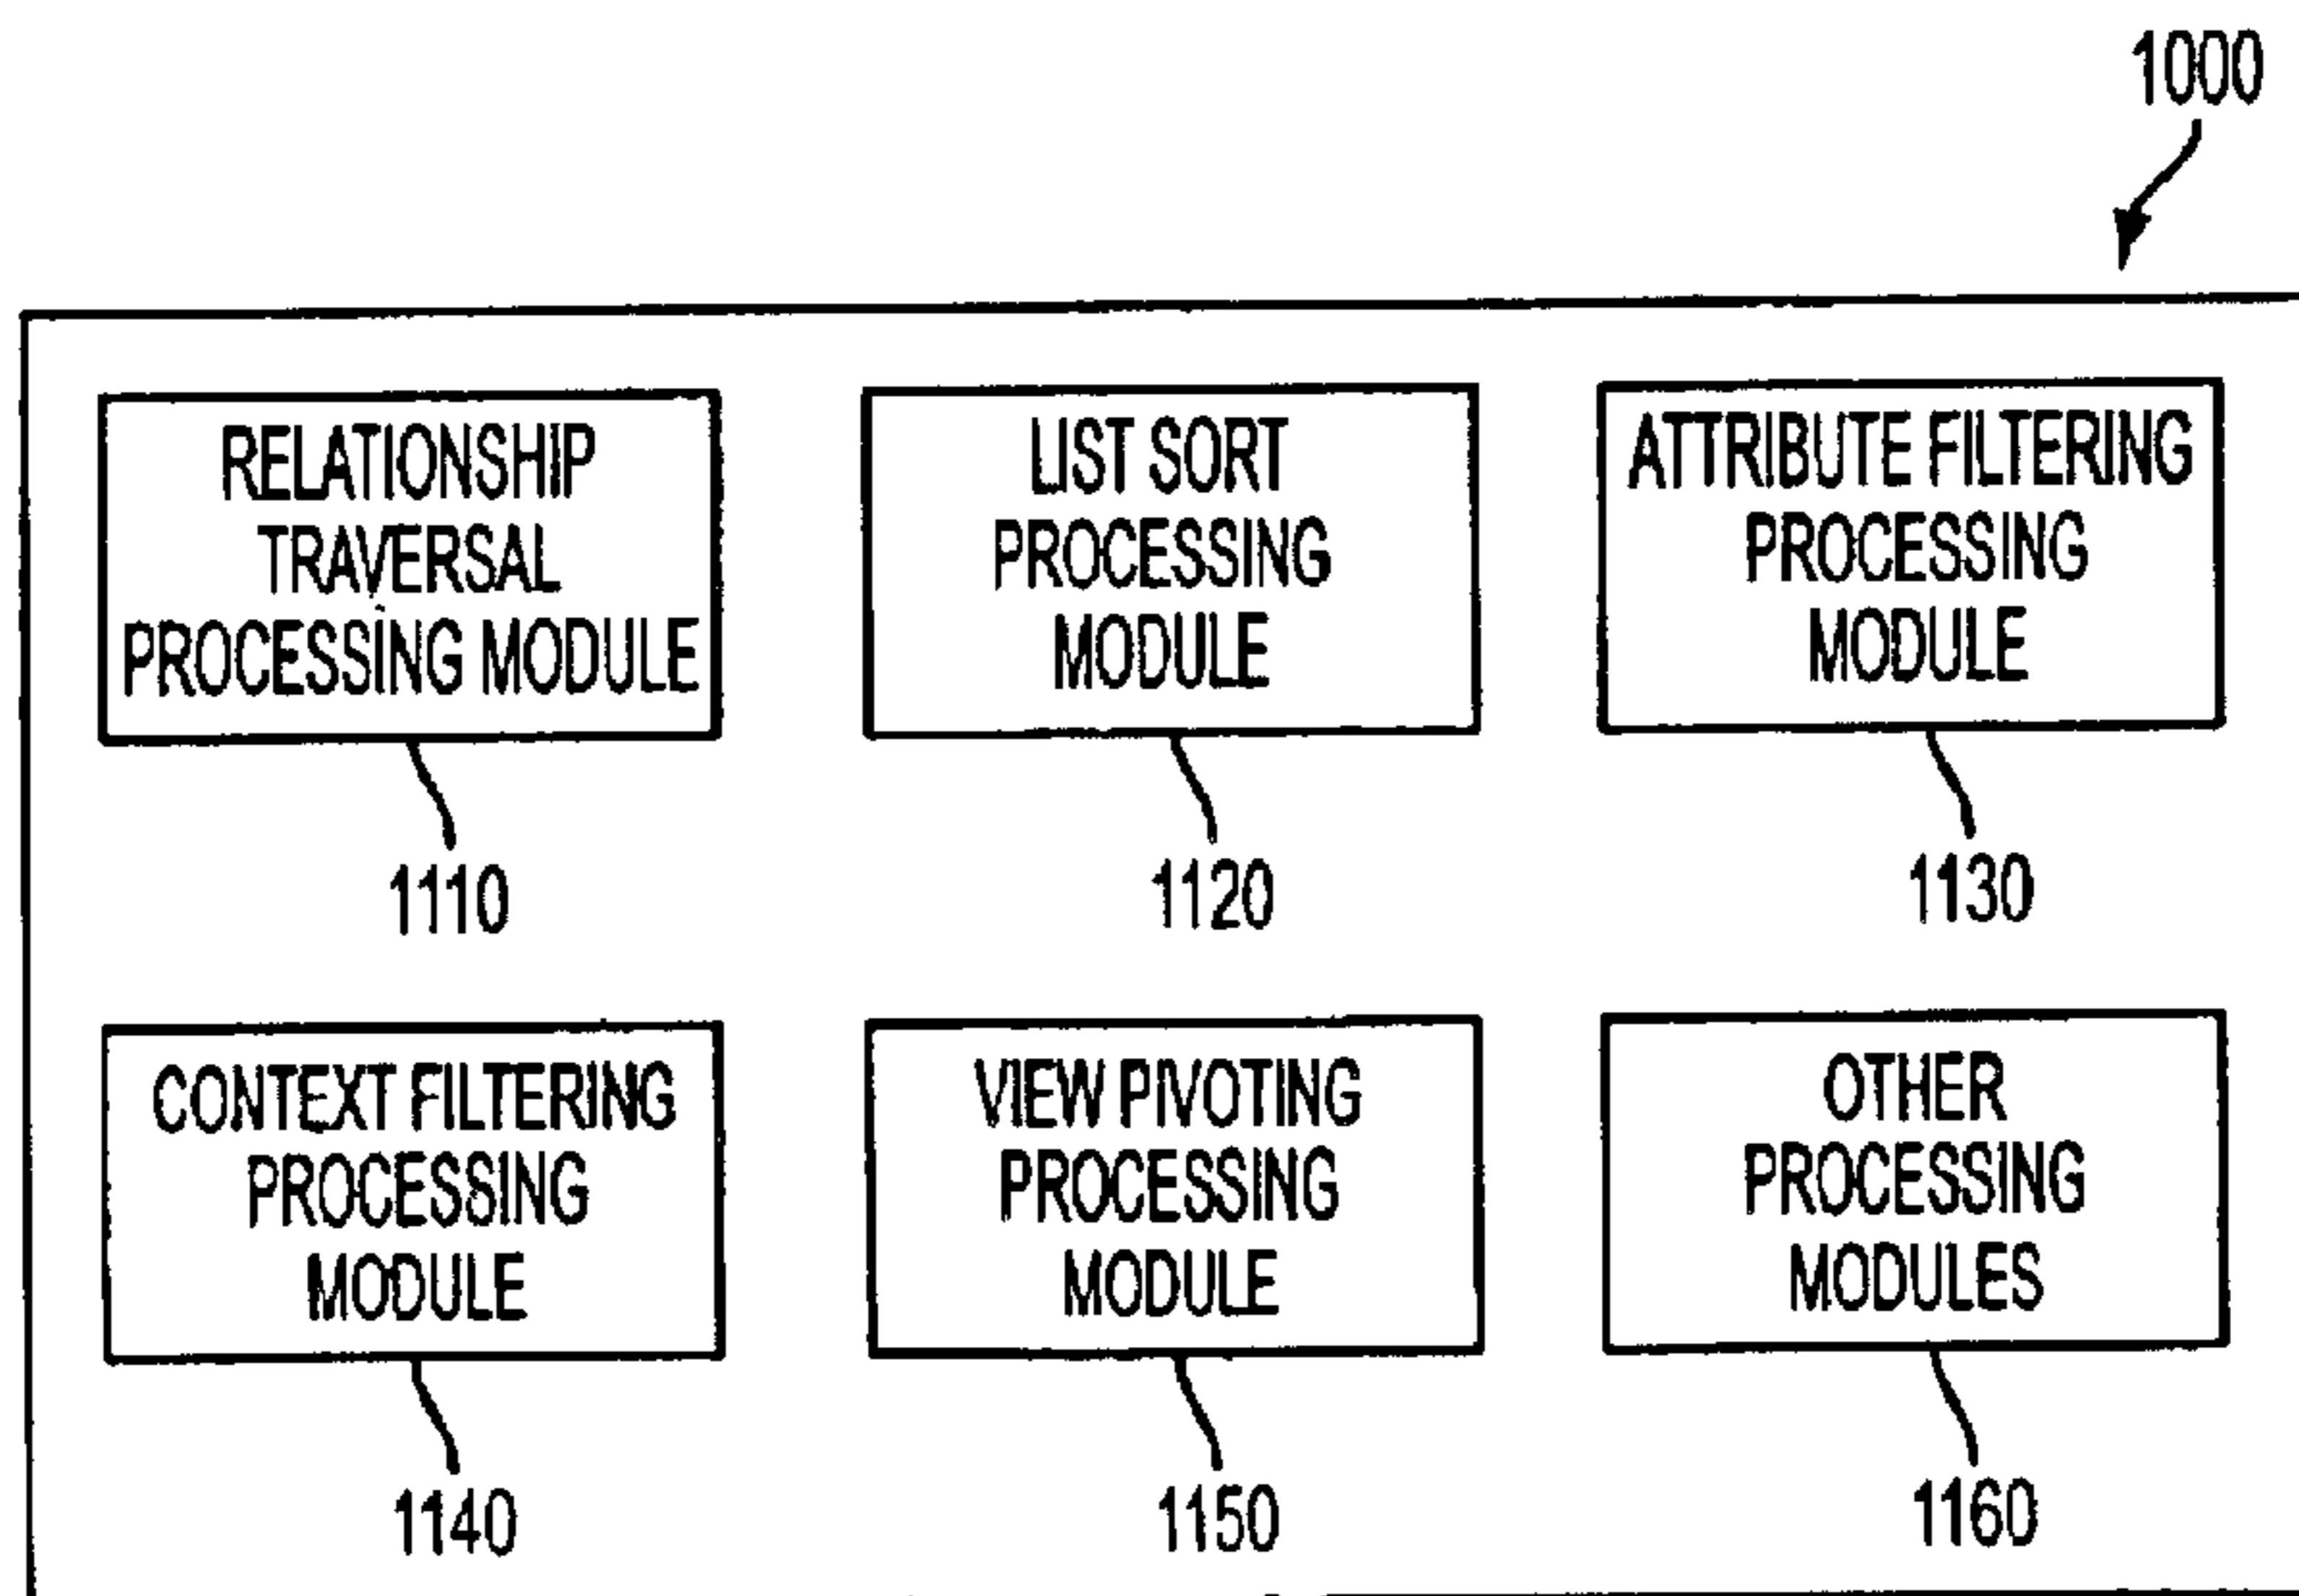 1000
RELATIONSHIP
TRAVERSAL
PROCESSING MODULE
1110
LIST SORT
PROCESSING
MODULE
1120
ATTRIBUTE FILTERING
PROCESSING
MODULE
1130
CONTEXT FILTERING
PROCESSING
MODULE
1140
VIEW PIVOTING
PROCESSING
MODULE
1150
OTHER
PROCESSING
MODULES
1160